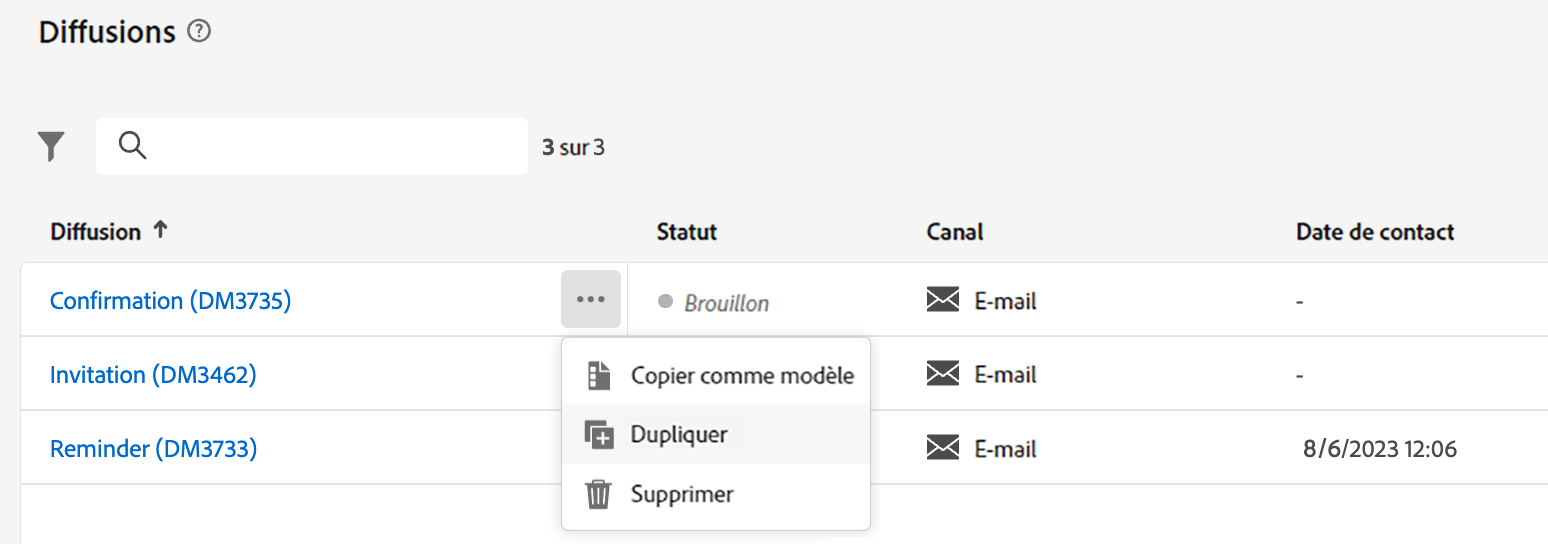 Diffusions ?
3 sur 3
Diffusion ↑ Statut Canal Date de contact
Confirmation (DM3735) ••• Brouillon E-mail -
Invitation (DM3462) E-mail -
Copier comme modèle
Dupliquer
Reminder (DM3733) E-mail 8/6/2023 12:06
Supprimer